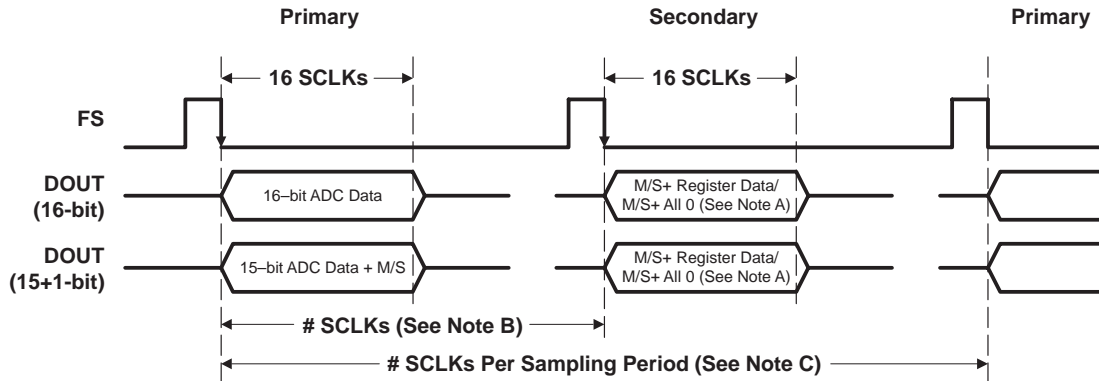 Primary
Secondary
Primary
16 SCLKs
16 SCLKs
FS
DOUT
(16-bit)
16–bit ADC Data
M/S+ Register Data/
M/S+ All 0 (See Note A)
DOUT
(15+1-bit)
15–bit ADC Data + M/S
M/S+ Register Data/
M/S+ All 0 (See Note A)
# SCLKs (See Note B)
# SCLKs Per Sampling Period (See Note C)